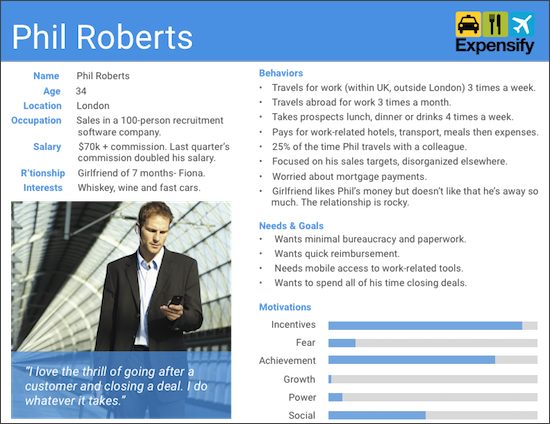 Phil Roberts
Expensify
Name Phil Roberts
Age 34
Location London
Occupation Sales in a 100-person recruitment
software company.
Salary $70k + commission. Last quarter’s
commission doubled his salary.
R’tionship Girlfriend of 7 months- Fiona.
Interests Whiskey, wine and fast cars.
“I love the thrill of going after a
customer and closing a deal. I do
whatever it takes.”
Behaviors
• Travels for work (within UK, outside London) 3 times a week.
• Travels abroad for work 3 times a month.
• Takes prospects lunch, dinner or drinks 4 times a week.
• Pays for work-related hotels, transport, meals then expenses.
• 25% of the time Phil travels with a colleague.
• Focused on his sales targets, disorganized elsewhere.
• Worried about mortgage payments.
• Girlfriend likes Phil’s money but doesn’t like that he’s away so
much. The relationship is rocky.
Needs & Goals
• Wants minimal bureaucracy and paperwork.
• Wants quick reimbursement.
• Needs mobile access to work-related tools.
• Wants to spend all of his time closing deals.
Motivations
Incentives
Fear
Achievement
Growth
Power
Social